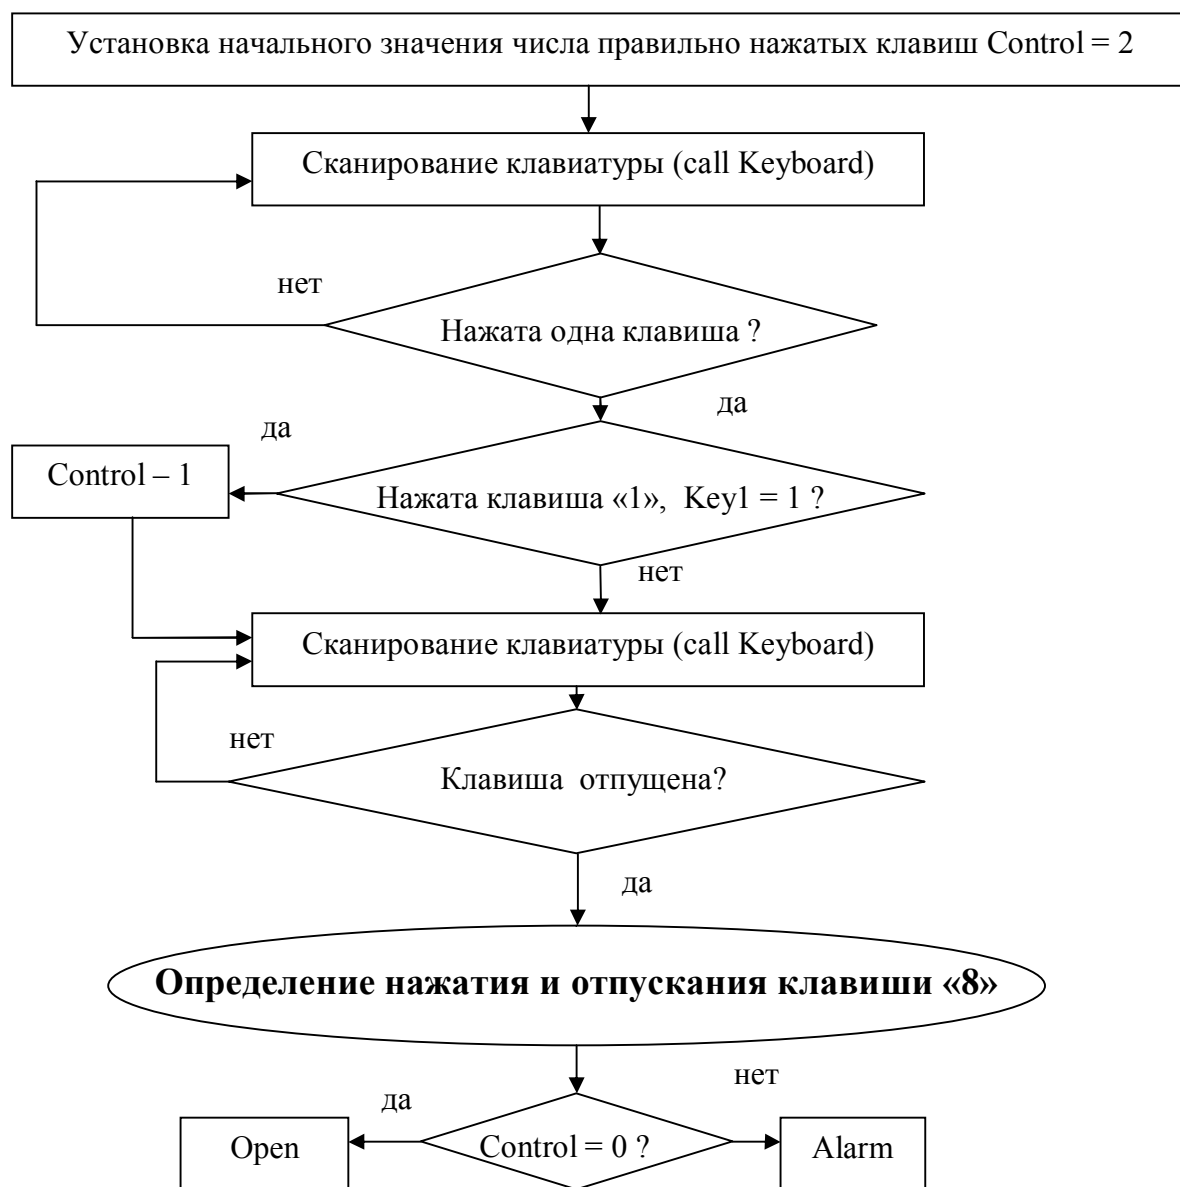 Установка начального значения числа правильно нажатых клавиш Control = 2
Сканирование клавиатуры (call Keyboard)
нет
Нажата одна клавиша ?
да
да
Control – 1
Нажата клавиша «1», Key1 = 1 ?
нет
Сканирование клавиатуры (call Keyboard)
нет
Клавиша отпущена?
да
Определение нажатия и отпускания клавиши «8»
нет
да
Open
Control = 0 ?
Alarm